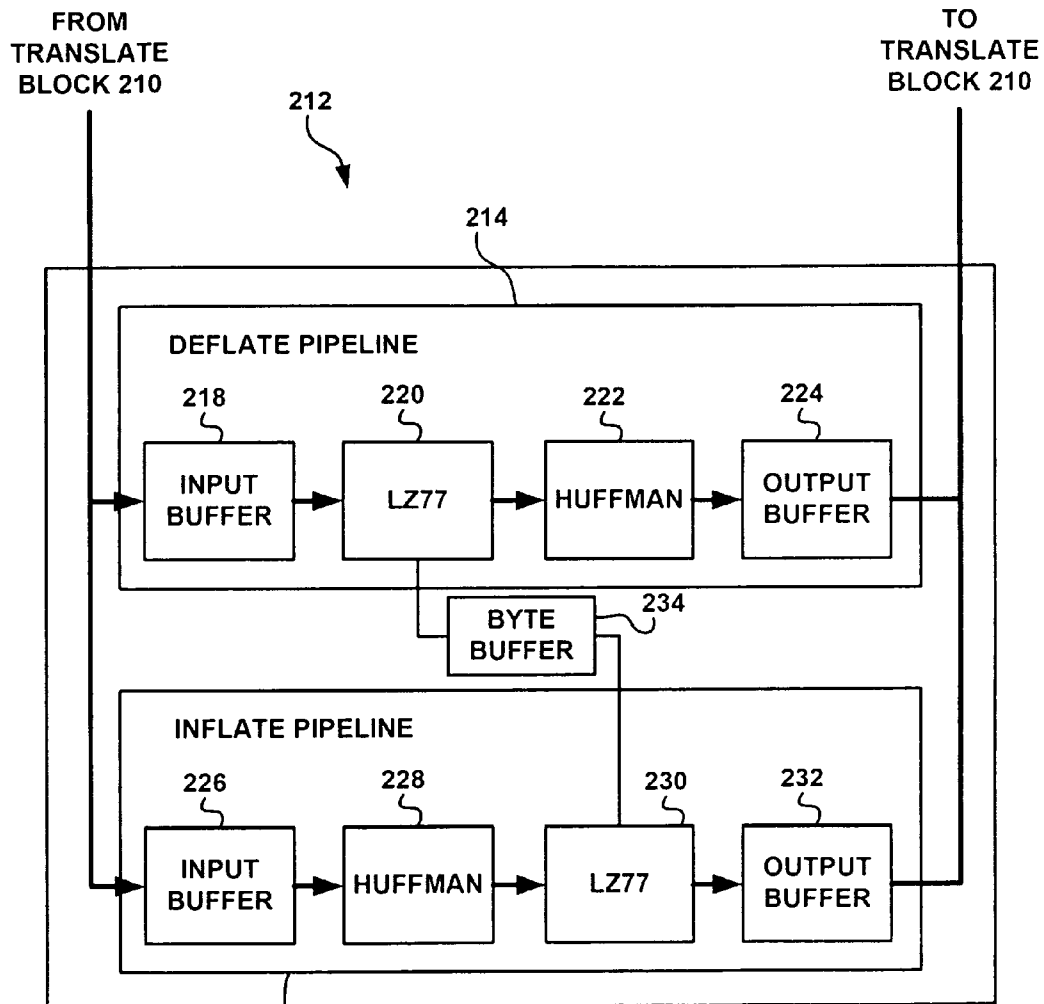 FROM
TRANSLATE
BLOCK 210
TO
TRANSLATE
BLOCK 210
212
214
DEFLATE PIPELINE
218
220
222
224
INPUT
BUFFER
LZ77
HUFFMAN
OUTPUT
BUFFER
BYTE
BUFFER
234
INFLATE PIPELINE
226
228
230
232
INPUT
BUFFER
HUFFMAN
LZ77
OUTPUT
BUFFER